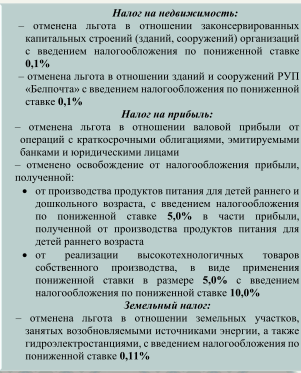 Налог на недвижимость:
– отменена льгота в отношении законсервированных
капитальных строений (зданий, сооружений) организаций
с введением налогообложения по пониженной ставке
0,1%
– отменена льгота в отношении зданий и сооружений РУП
«Белпочта» с введением налогообложения по пониженной
ставке 0,1%
Налог на прибыль:
– отменена льгота в отношении валовой прибыли от
операций с краткосрочными облигациями, эмитируемыми
банками и юридическими лицами
– отменено освобождение от налогообложения прибыли,
полученной:
• от производства продуктов питания для детей раннего и
дошкольного возраста, с введением налогообложения
по пониженной ставке 5,0% в части прибыли,
полученной от производства продуктов питания для
детей раннего возраста
• от реализации высокотехнологичных товаров
собственного производства, в виде применения
пониженной ставки в размере 5,0% с введением
налогообложения по пониженной ставке 10,0%
Земельный налог:
– отменена льгота в отношении земельных участков,
занятых возобновляемыми источниками энергии, а также
гидроэлектростанциями, с введением налогообложения по
пониженной ставке 0,11%